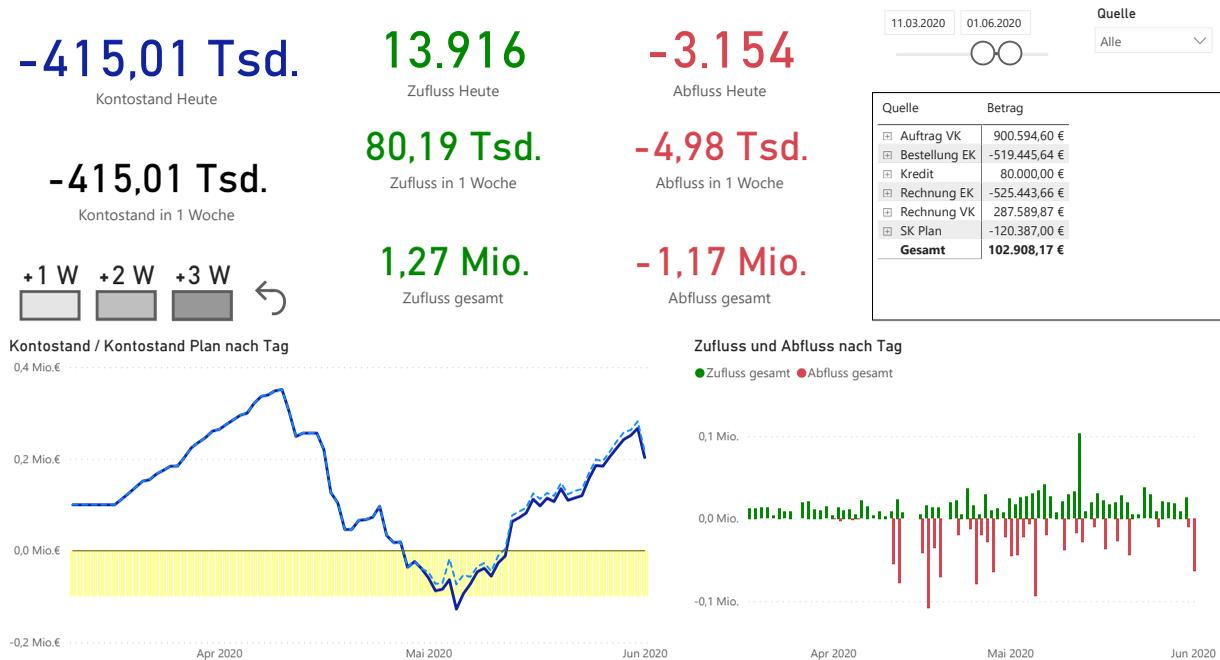 -415,01 Tsd.
Kontostand Heute
13.916
Zufluss Heute
-3.154
Abfluss Heute
11.03.2020 01.06.2020
Quelle
Alle
-415,01 Tsd.
Kontostand in 1 Woche
80,19 Tsd.
Zufluss in 1 Woche
-4,98 Tsd.
Abfluss in 1 Woche
+1 W +2 W +3 W
1,27 Mio.
Zufluss gesamt
-1,17 Mio.
Abfluss gesamt
Quelle Betrag
Auftrag VK 900.594,60 €
Bestellung EK -519.445,64 €
Kredit 80.000,00 €
Rechnung EK -525.443,66 €
Rechnung VK 287.589,87 €
SK Plan -120.387,00 €
Gesamt 102.908,17 €
Kontostand / Kontostand Plan nach Tag
0,4 Mio.€
0,2 Mio.€
0,0 Mio.€
-0,2 Mio.€
Apr 2020 Mai 2020 Jun 2020
Zufluss und Abfluss nach Tag
Zufluss gesamt Abfluss gesamt
0,1 Mio.
0,0 Mio.
-0,1 Mio.
Apr 2020 Mai 2020 Jun 2020